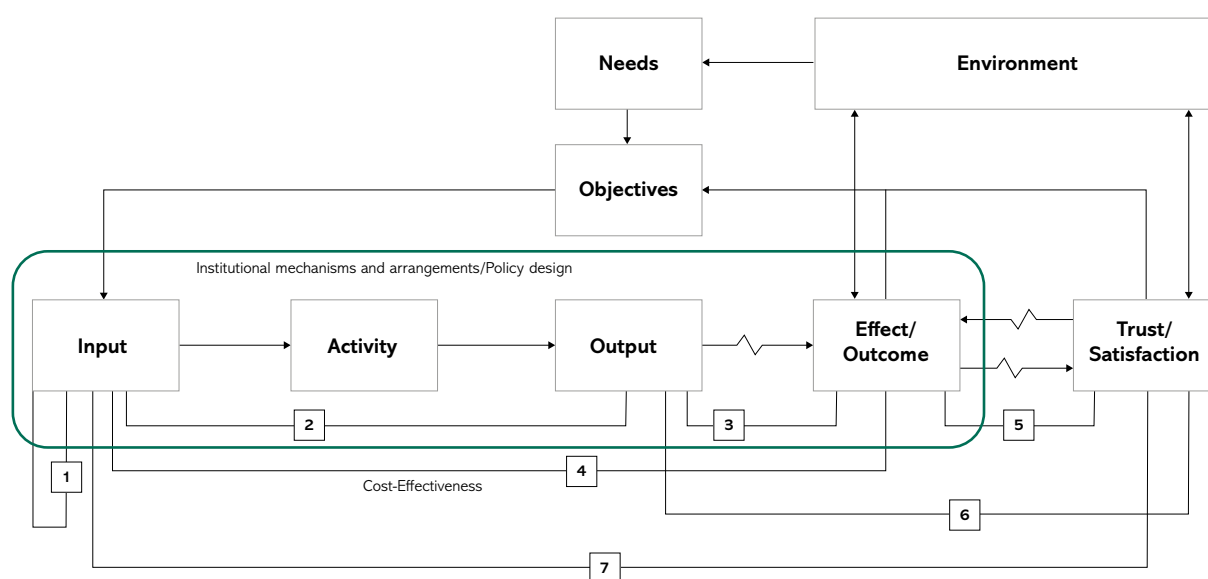 Needs
Environment
Objectives
Institutional mechanisms and arrangements/Policy design
Input
Activity
Output
Effect/
Outcome
Trust/
Satisfaction
2
3
5
1
4
Cost-Effectiveness
6
7